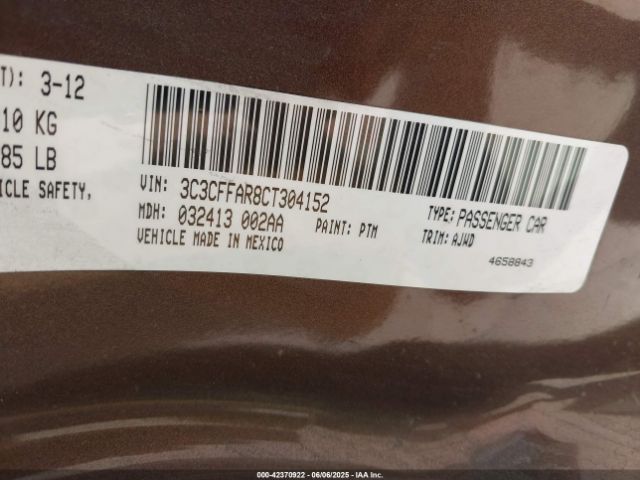 T): 3-12
10 KG
85 LB
ICLE SAFETY,
VIN: 3C3CFFAR8CT304152
MDH: 032413 002AA PAINT: PTM
VEHICLE MADE IN MEXICO
TYPE: PASSENGER CAR
TRIM: AJWD
4658843
000-42370922 | 06/06/2025 - IAA Inc.